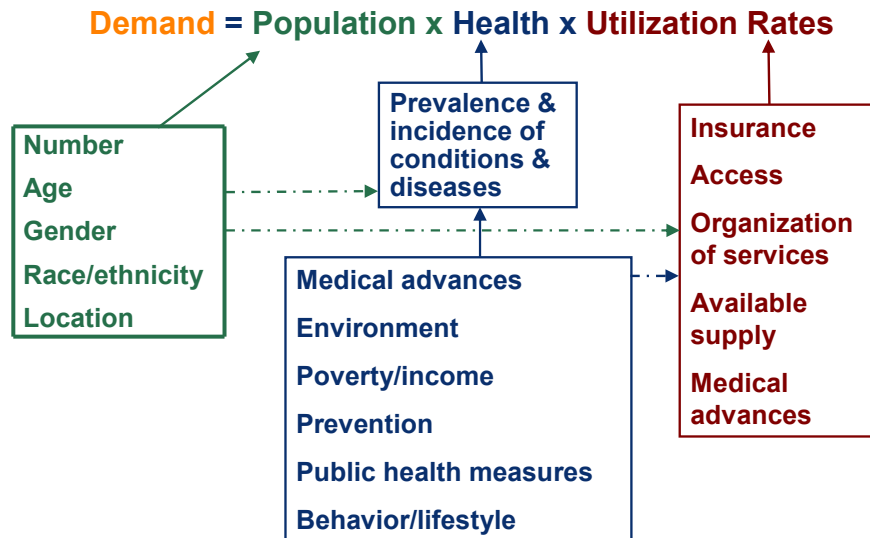 Demand = Population x Health x Utilization Rates
Number
Age
Gender
Race/ethnicity
Location
Prevalence &
incidence of
conditions &
diseases
Medical advances
Environment
Poverty/income
Prevention
Public health measures
Behavior/lifestyle
Insurance
Access
Organization
of services
Available
supply
Medical
advances